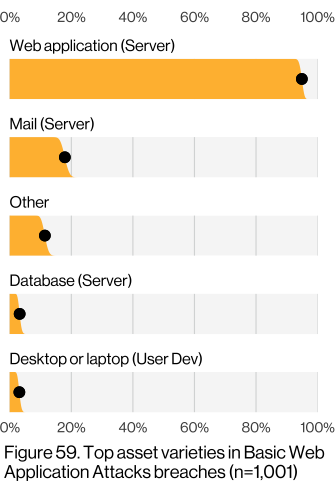 0% 20% 40% 60% 80% 100%
Web application (Server)
Mail (Server)
Other
Database (Server)
Desktop or laptop (User Dev)
0% 20% 40% 60% 80% 100%
Figure 59. Top asset varieties in Basic Web
Application Attacks breaches (n=1,001)